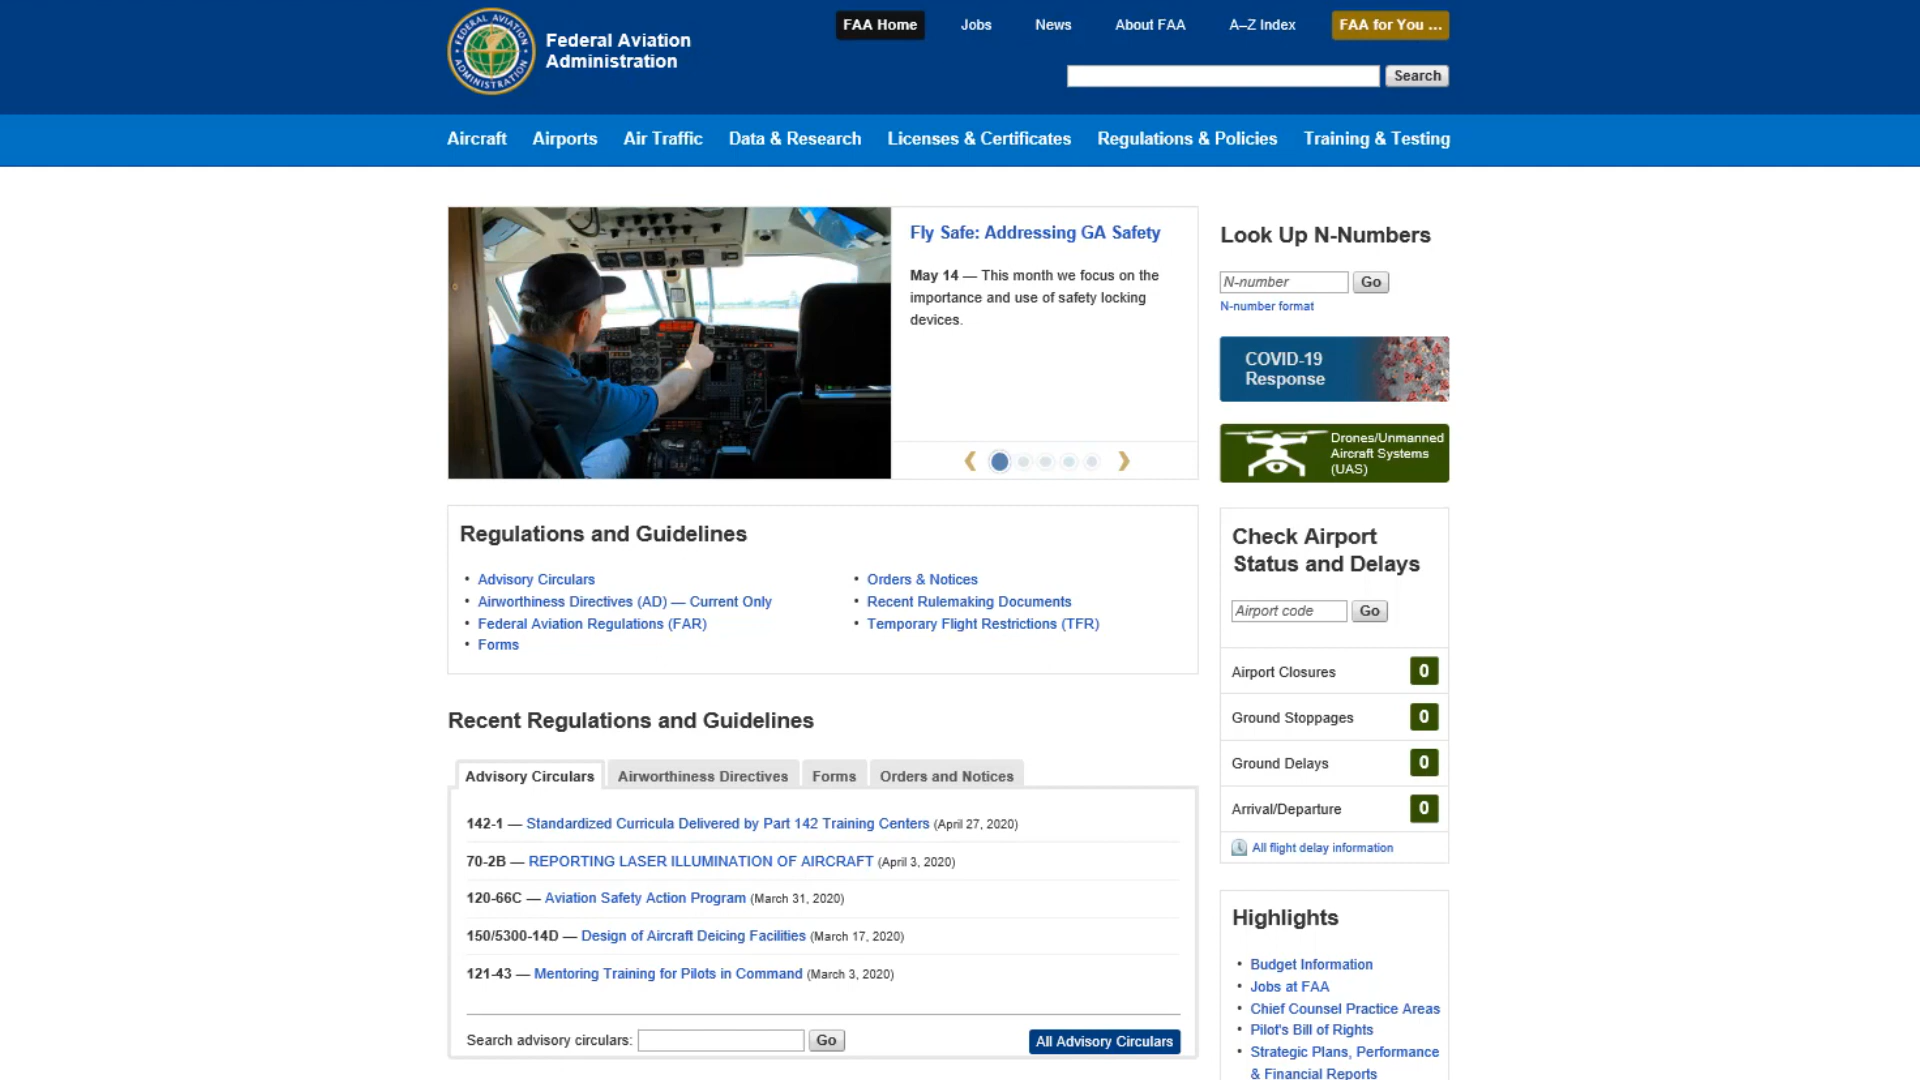 FEDERAL AVIATION ADMINISTRATION
Federal Aviation
Administration
FAA Home
Jobs
News
About FAA
A–Z Index
FAA for You ...
Search
Aircraft
Airports
Air Traffic
Data & Research
Licenses & Certificates
Regulations & Policies
Training & Testing
Fly Safe: Addressing GA Safety
May 14 — This month we focus on the
importance and use of safety locking
devices.
Look Up N-Numbers
N-number
Go
N-number format
COVID-19
Response
Drones/Unmanned
Aircraft Systems
(UAS)
Regulations and Guidelines
• Advisory Circulars
• Airworthiness Directives (AD) — Current Only
• Federal Aviation Regulations (FAR)
• Forms
• Orders & Notices
• Recent Rulemaking Documents
• Temporary Flight Restrictions (TFR)
Check Airport
Status and Delays
Airport code
Go
Airport Closures 0
Ground Stoppages 0
Ground Delays 0
Arrival/Departure 0
All flight delay information
Recent Regulations and Guidelines
Advisory Circulars
Airworthiness Directives
Forms
Orders and Notices
142-1 — Standardized Curricula Delivered by Part 142 Training Centers (April 27, 2020)
70-2B — REPORTING LASER ILLUMINATION OF AIRCRAFT (April 3, 2020)
120-66C — Aviation Safety Action Program (March 31, 2020)
150/5300-14D — Design of Aircraft Deicing Facilities (March 17, 2020)
121-43 — Mentoring Training for Pilots in Command (March 3, 2020)
Search advisory circulars:
Go
All Advisory Circulars
Highlights
• Budget Information
• Jobs at FAA
• Chief Counsel Practice Areas
• Pilot's Bill of Rights
• Strategic Plans, Performance
& Financial Reports